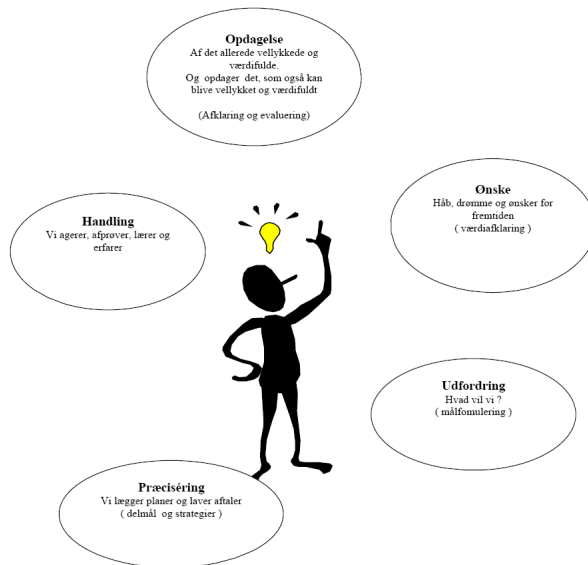 Opdagelse
Af det allerede vellykkede og
værdifulde.
Og opdager det, som også kan
blive vellykket og værdifuldt
(Afklaring og evaluering)
Ønske
Håb, drømme og ønsker for
fremtiden
( værdiafklaring )
Udfordring
Hvad vil vi ?
( målfomulering )
Præciséring
Vi lægger planer og laver aftaler
( delmål og strategier )
Handling
Vi agerer, afprøver, lærer og
erfarer